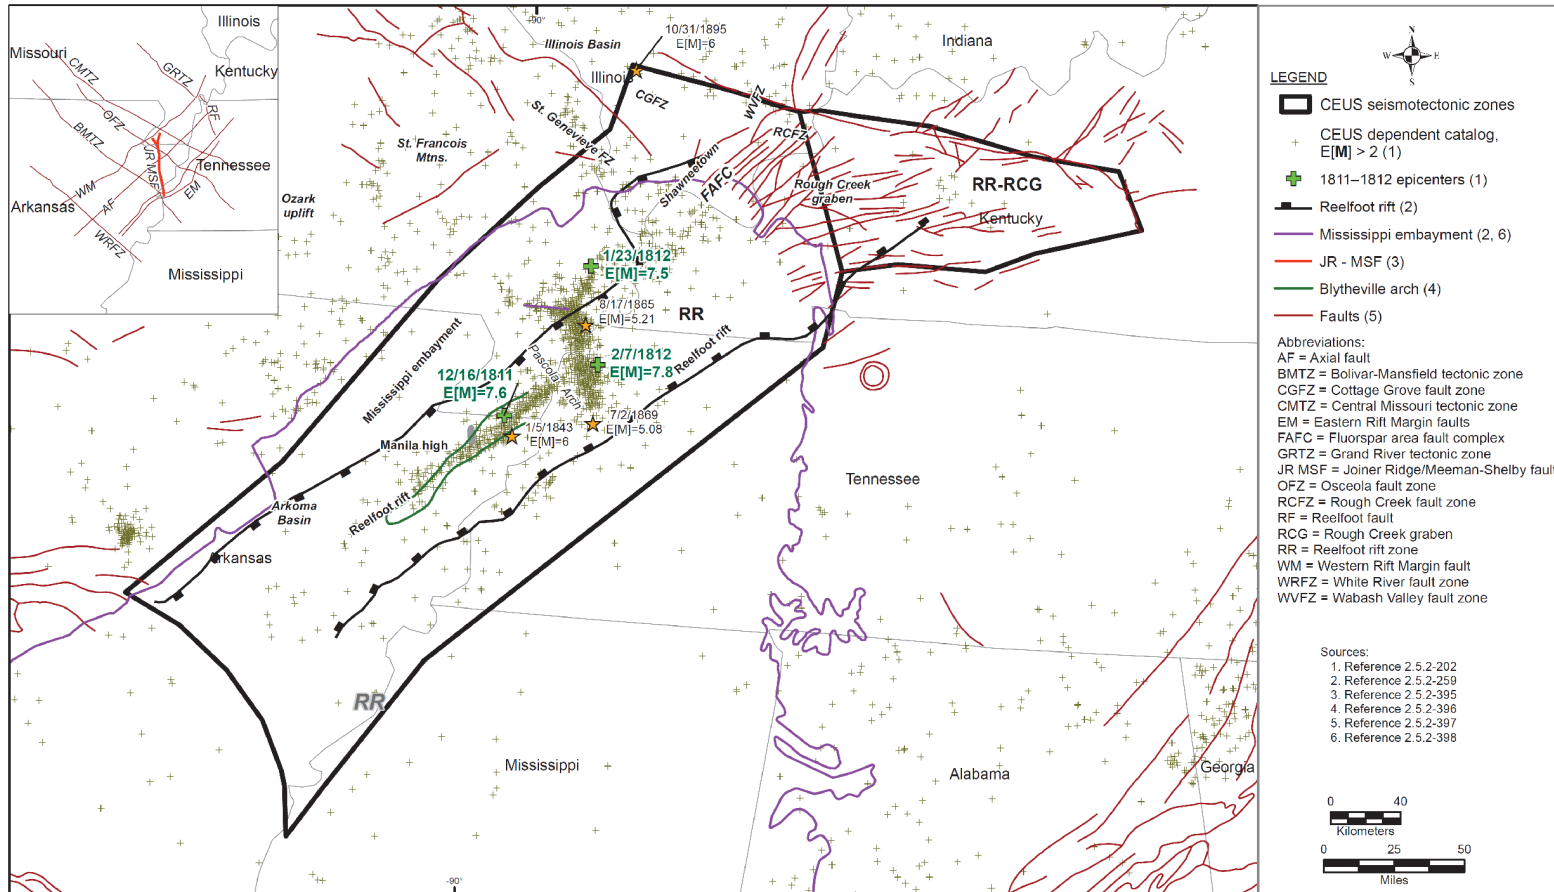 Illinois
Missouri
CMTZ
GRTZ
Kentucky
OFZ
RF
BMTZ
JR MSF
Tennessee
WM
EM
AF
Arkansas
WRFZ
Mississippi
-90°
10/31/1895
E[M]=6
Illinois Basin
Indiana
Illinois
CGFZ
WVFZ
St. Genevieve FZ
RCFZ
St. Francois
Mtns.
Shawneetown
FAFC
Rough Creek
graben
RR-RCG
Kentucky
Ozark
uplift
1/23/1812
E[M]=7.5
8/17/1865
E[M]=5.21
RR
Mississippi embayment
Pascola Arch
2/7/1812
E[M]=7.8
Reelfoot rift
12/16/1811
E[M]=7.6
1/5/1843
E[M]=6
7/2/1869
E[M]=5.08
Manila high
Tennessee
Arkoma
Basin
Reelfoot rift
Arkansas
RR
Mississippi
Alabama
Georgia
-90°
N
W
E
S
LEGEND
CEUS seismotectonic zones
CEUS dependent catalog,
E[M] > 2 (1)
1811–1812 epicenters (1)
Reelfoot rift (2)
Mississippi embayment (2, 6)
JR - MSF (3)
Blytheville arch (4)
Faults (5)
Abbreviations:
AF = Axial fault
BMTZ = Bolivar-Mansfield tectonic zone
CGFZ = Cottage Grove fault zone
CMTZ = Central Missouri tectonic zone
EM = Eastern Rift Margin faults
FAFC = Fluorspar area fault complex
GRTZ = Grand River tectonic zone
JR MSF = Joiner Ridge/Meeman-Shelby fault
OFZ = Osceola fault zone
RCFZ = Rough Creek fault zone
RF = Reelfoot fault
RCG = Rough Creek graben
RR = Reelfoot rift zone
WM = Western Rift Margin fault
WRFZ = White River fault zone
WVFZ = Wabash Valley fault zone
Sources:
1. Reference 2.5.2-202
2. Reference 2.5.2-259
3. Reference 2.5.2-395
4. Reference 2.5.2-396
5. Reference 2.5.2-397
6. Reference 2.5.2-398
0 40
Kilometers
0 25 50
Miles